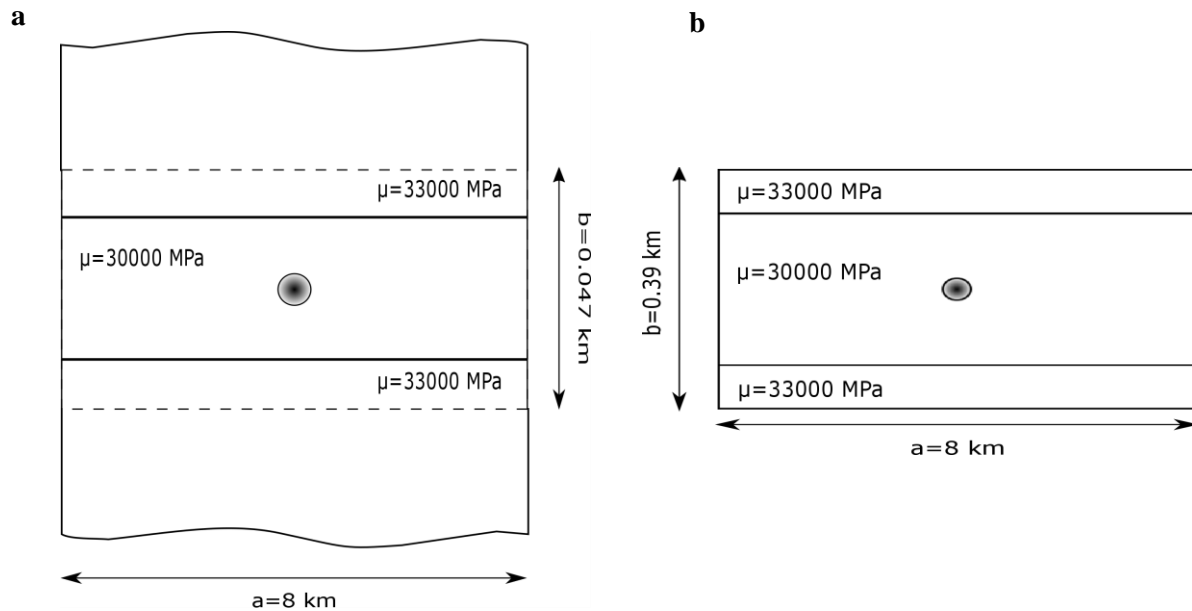 a
μ=33000 MPa
μ=30000 MPa
μ=33000 MPa
b=0.047 km
a=8 km
b
μ=33000 MPa
μ=30000 MPa
μ=33000 MPa
b=0.39 km
a=8 km